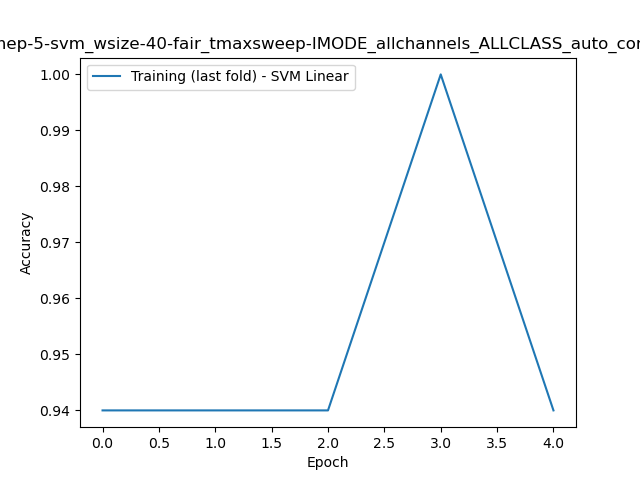 nep-5-svm_wsize-40-fair_tmaxsweep-IMODE_allchannels_ALLCLASS_auto_cor
Training (last fold) - SVM Linear
1.00
0.99
0.98
0.97
0.96
0.95
0.94
Accuracy
0.0 0.5 1.0 1.5 2.0 2.5 3.0 3.5 4.0
Epoch